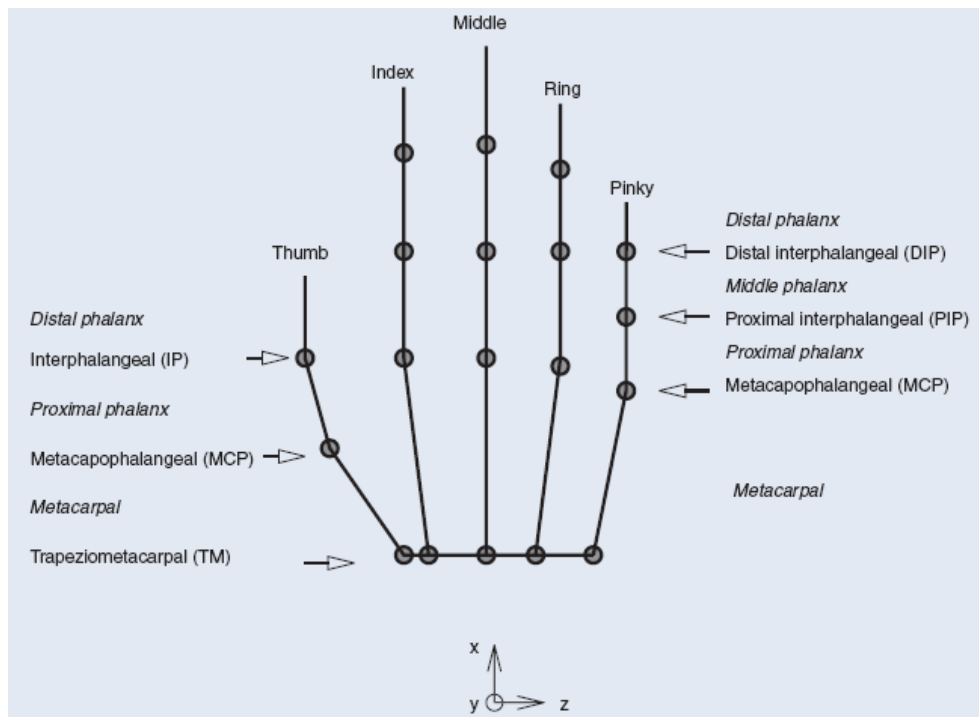 Middle
Index
Ring
Pinky
Thumb
Distal phalanx
Distal interphalangeal (DIP)
Middle phalanx
Proximal interphalangeal (PIP)
Proximal phalanx
Metacapophalangeal (MCP)
Metacarpal
Distal phalanx
Interphalangeal (IP)
Proximal phalanx
Metacapophalangeal (MCP)
Metacarpal
Trapeziometacarpal (TM)
x
y
z